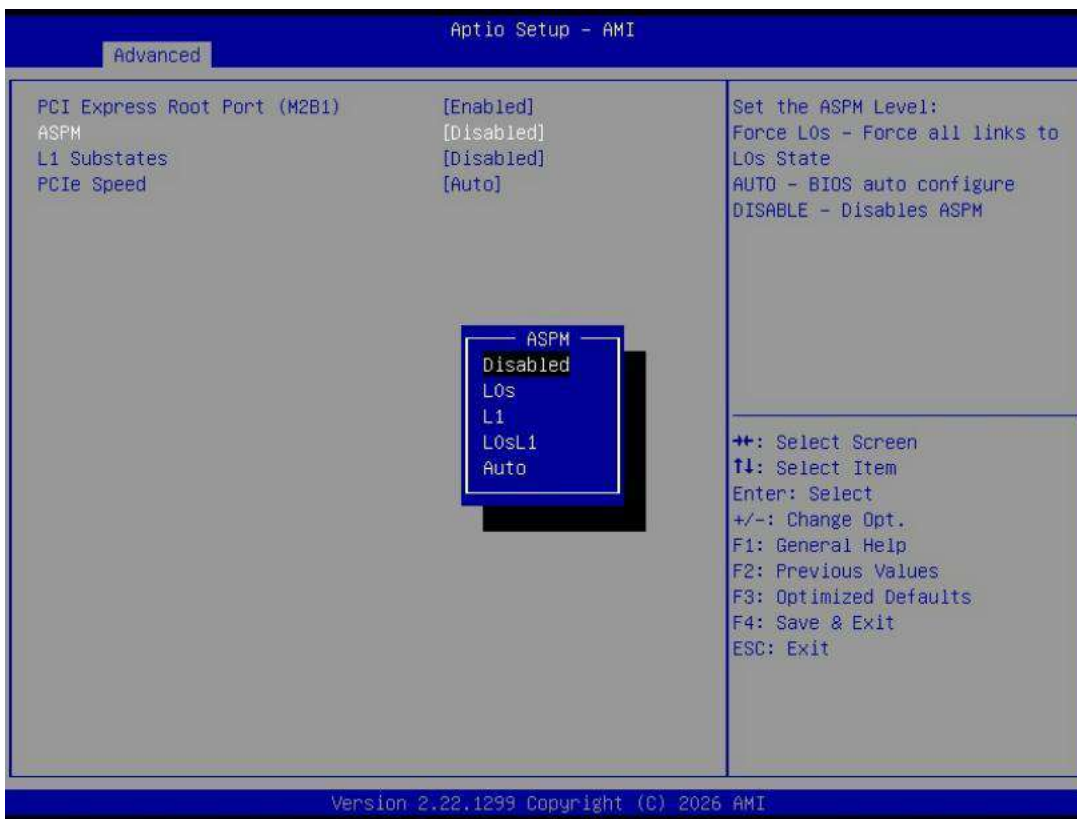 Aptio Setup – AMI
Advanced
PCI Express Root Port (M2B1) [Enabled]
ASPM [Disabled]
L1 Substates [Disabled]
PCIe Speed [Auto]
Set the ASPM Level:
Force L0s – Force all links to
L0s State
AUTO – BIOS auto configure
DISABLE – Disables ASPM
ASPM
Disabled
L0s
L1
L0sL1
Auto
→←: Select Screen
↑↓: Select Item
Enter: Select
+/-: Change Opt.
F1: General Help
F2: Previous Values
F3: Optimized Defaults
F4: Save & Exit
ESC: Exit
Version 2.22.1299 Copyright (C) 2026 AMI